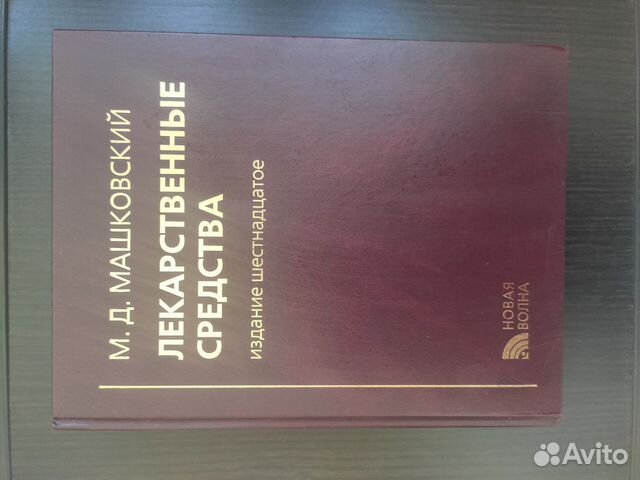 М. Д. МАШКОВСКИЙ
ЛЕКАРСТВЕННЫЕ
СРЕДСТВА
издание шестнадцатое
НОВАЯ
ВОЛНА
Avito